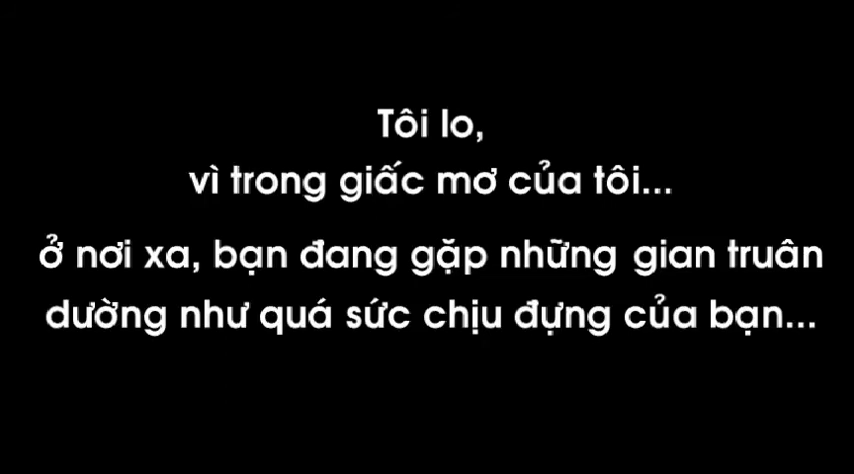 Tôi lo,
vì trong giấc mơ của tôi...
ở nơi xa, bạn đang gặp những gian truân
dường như quá sức chịu đựng của bạn...